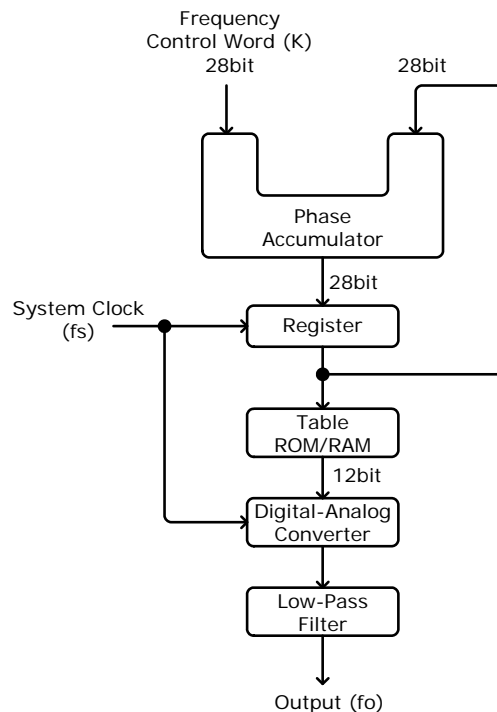 Frequency
Control Word (K)
28bit
28bit
Phase
Accumulator
28bit
System Clock
(fs)
Register
Table
ROM/RAM
12bit
Digital-Analog
Converter
Low-Pass
Filter
Output (fo)